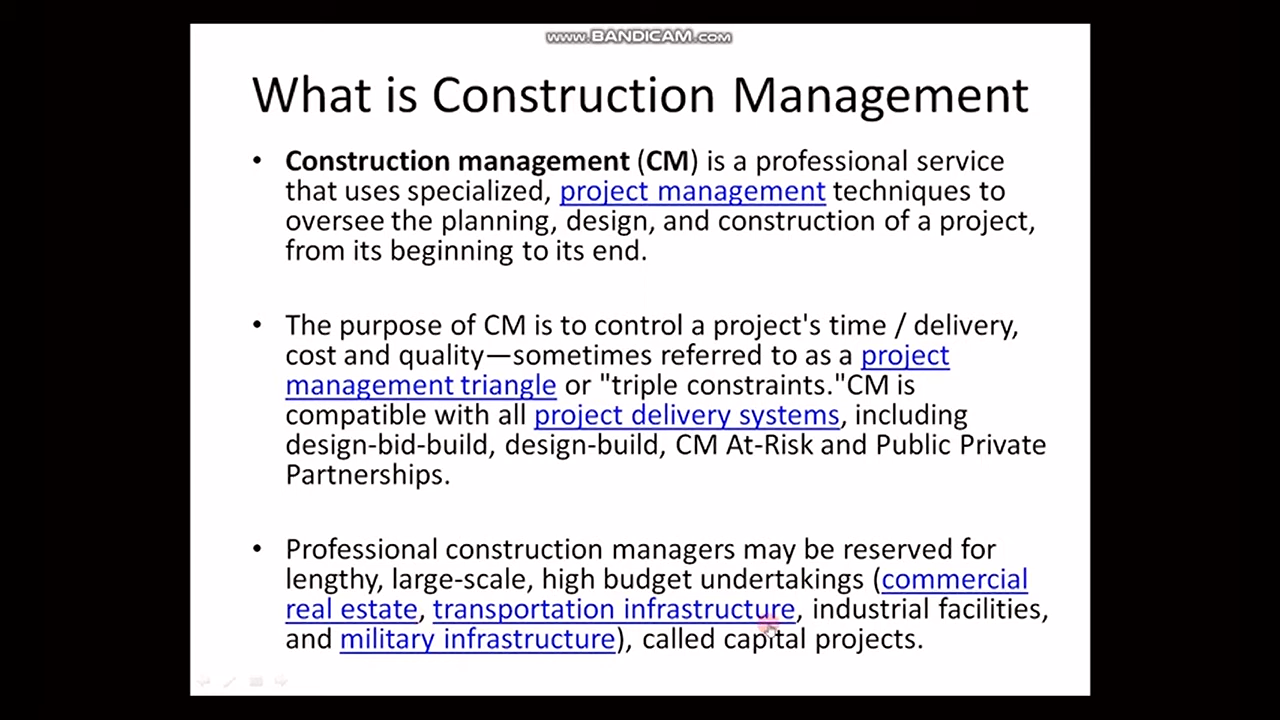 www.BANDICAM.com
What is Construction Management
• Construction management (CM) is a professional service
that uses specialized, project management techniques to
oversee the planning, design, and construction of a project,
from its beginning to its end.
• The purpose of CM is to control a project's time / delivery,
cost and quality—sometimes referred to as a project
management triangle or "triple constraints."CM is
compatible with all project delivery systems, including
design-bid-build, design-build, CM At-Risk and Public Private
Partnerships.
• Professional construction managers may be reserved for
lengthy, large-scale, high budget undertakings (commercial
real estate, transportation infrastructure, industrial facilities,
and military infrastructure), called capital projects.